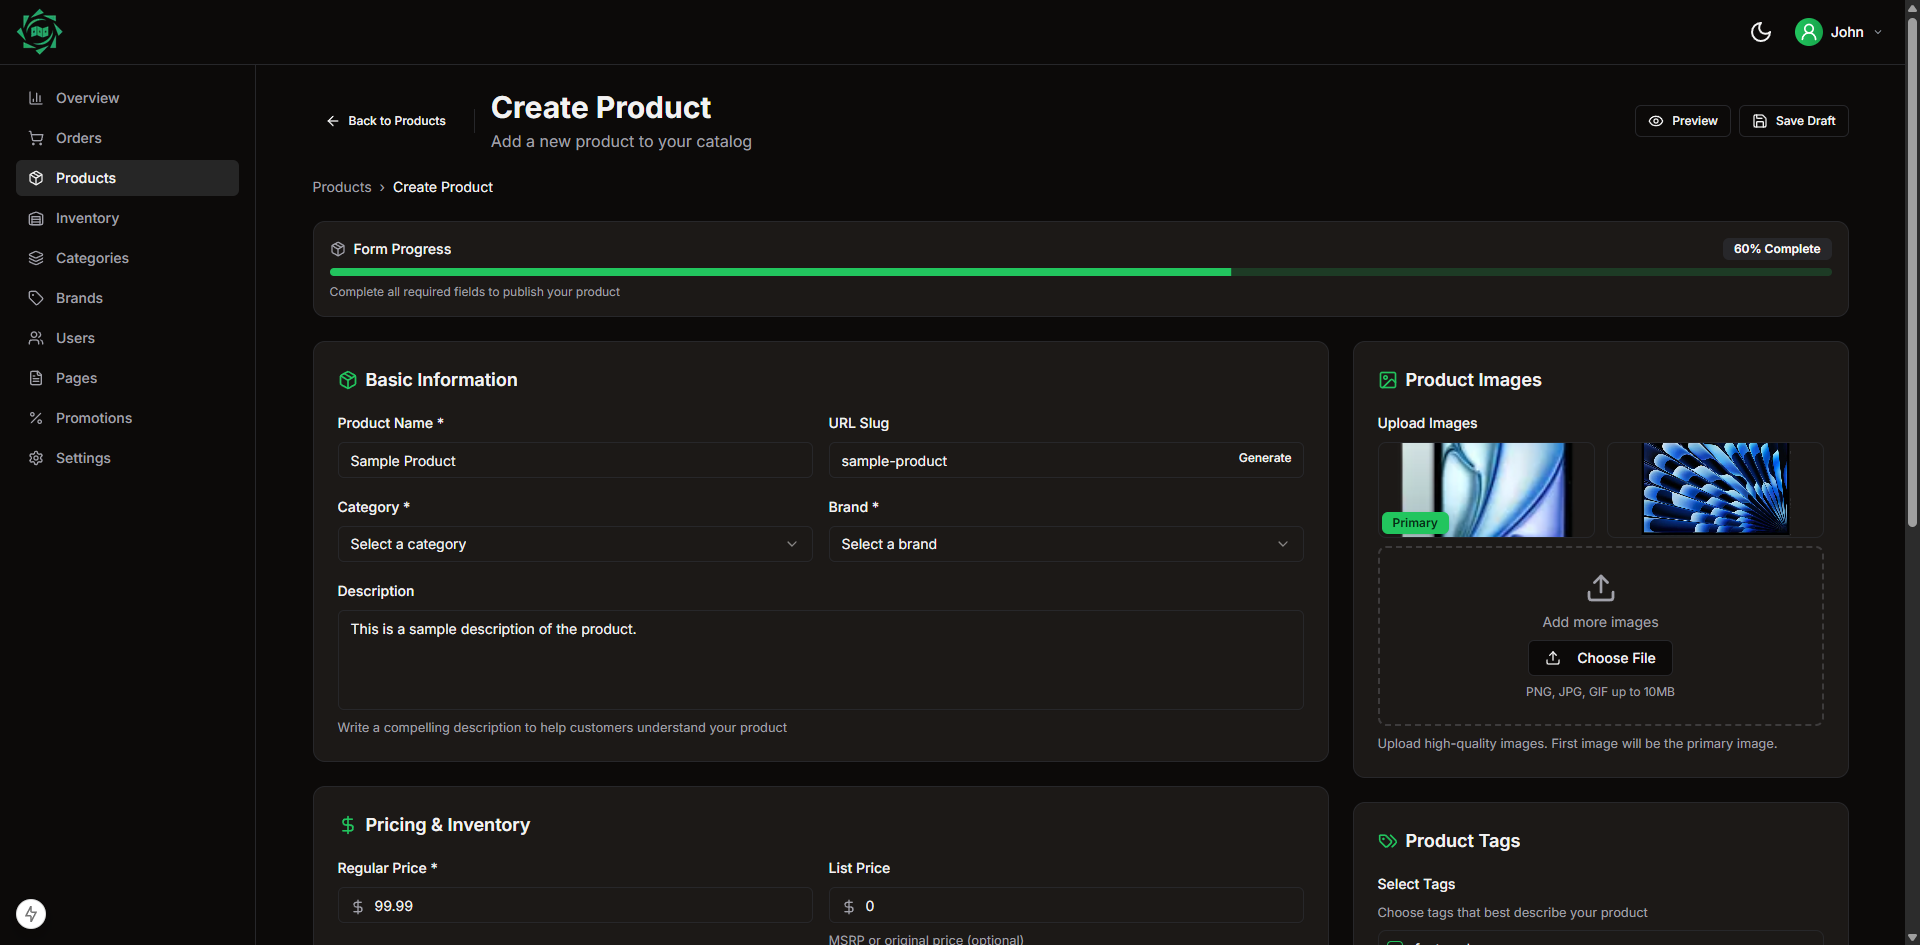 John
Overview
Orders
Products
Inventory
Categories
Brands
Users
Pages
Promotions
Settings
Back to Products
Create Product
Add a new product to your catalog
Preview
Save Draft
Products › Create Product
Form Progress
60% Complete
Complete all required fields to publish your product
Basic Information
Product Name *
Sample Product
URL Slug
sample-product
Generate
Category *
Select a category
Brand *
Select a brand
Description
This is a sample description of the product.
Write a compelling description to help customers understand your product
Pricing & Inventory
Regular Price *
$ 99.99
List Price
$ 0
MSRP or original price (optional)
Product Images
Upload Images
Primary
Add more images
Choose File
PNG, JPG, GIF up to 10MB
Upload high-quality images. First image will be the primary image.
Product Tags
Select Tags
Choose tags that best describe your product